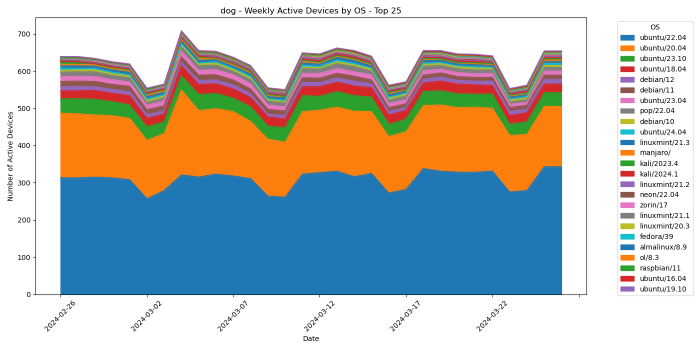 dog - Weekly Active Devices by OS - Top 25
Number of Active Devices
700
600
500
400
300
200
100
0
2024-02-26
2024-03-02
2024-03-07
2024-03-12
2024-03-17
2024-03-22
Date
OS
ubuntu/22.04
ubuntu/20.04
ubuntu/23.10
ubuntu/18.04
debian/12
debian/11
ubuntu/23.04
pop/22.04
debian/10
ubuntu/24.04
linuxmint/21.3
manjaro/
kali/2023.4
kali/2024.1
linuxmint/21.2
neon/22.04
zorin/17
linuxmint/21.1
linuxmint/20.3
fedora/39
almalinux/8.9
ol/8.3
raspbian/11
ubuntu/16.04
ubuntu/19.10